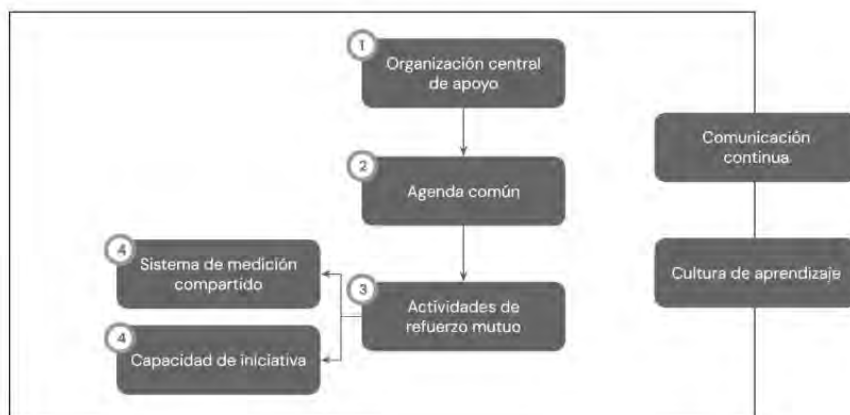 1
Organización central
de apoyo
2
Agenda común
Comunicación
continua
4
Sistema de medición
compartido
3
Actividades de
refuerzo mutuo
Cultura de aprendizaje
4
Capacidad de iniciativa